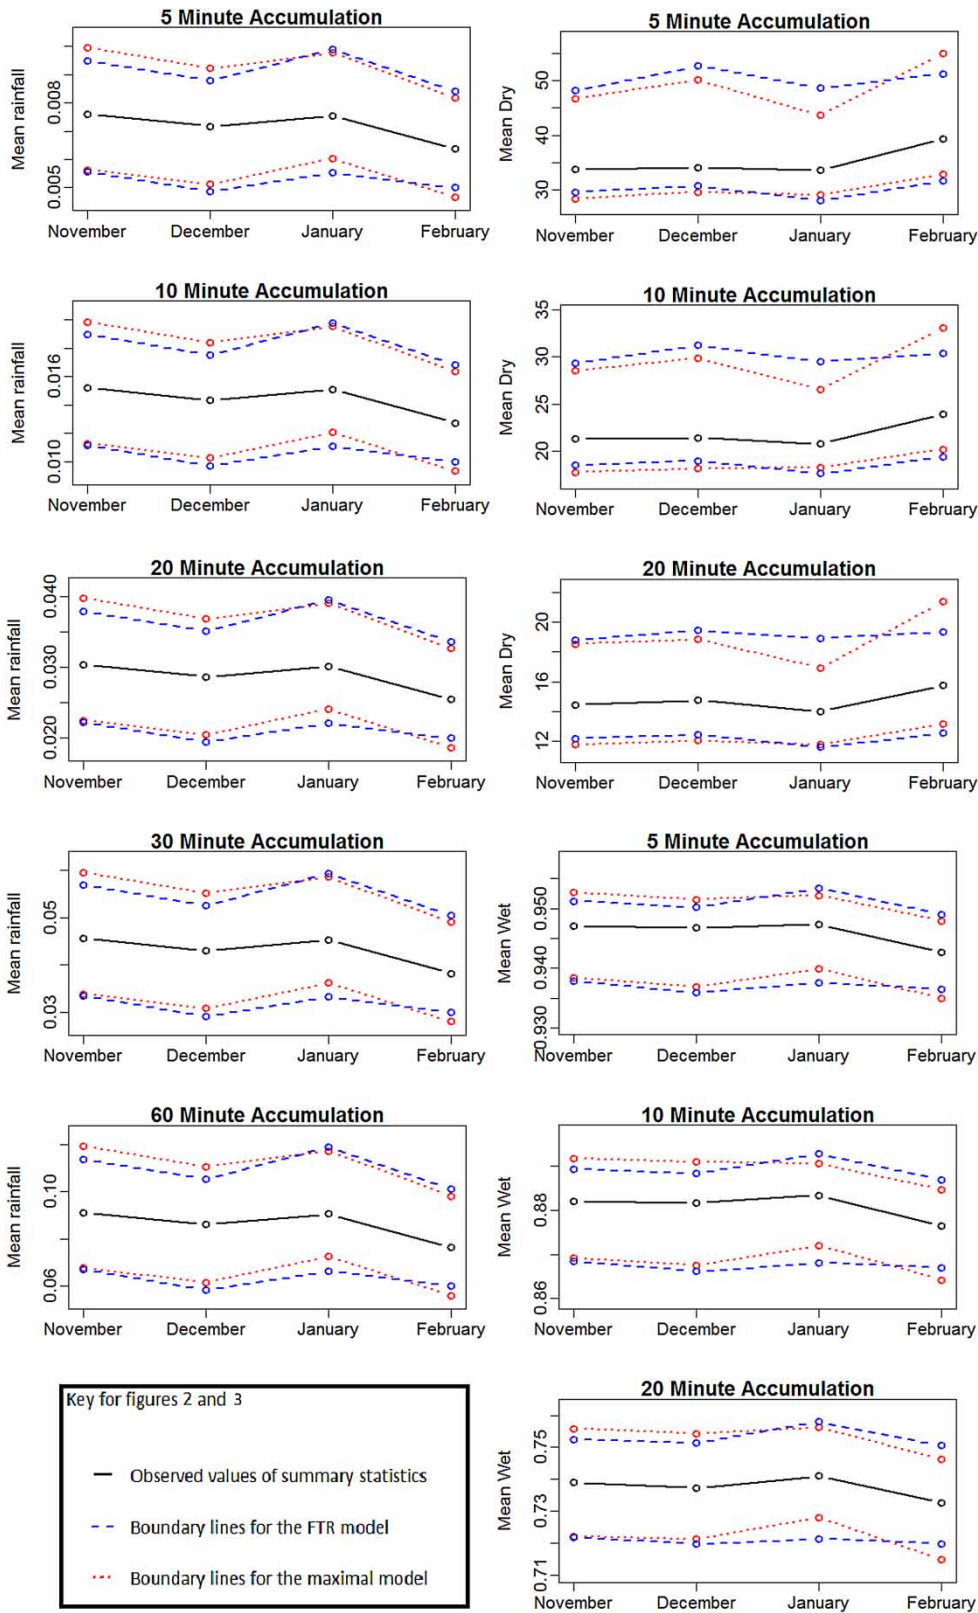 5 Minute Accumulation
Mean rainfall
0.008
0.005
November December January February
5 Minute Accumulation
Mean Dry
50
40
30
November December January February
10 Minute Accumulation
Mean rainfall
0.016
0.010
November December January February
10 Minute Accumulation
Mean Dry
35
30
25
20
November December January February
20 Minute Accumulation
Mean rainfall
0.040
0.030
0.020
November December January February
20 Minute Accumulation
Mean Dry
20
16
12
November December January February
30 Minute Accumulation
Mean rainfall
0.05
0.03
November December January February
5 Minute Accumulation
Mean Wet
0.950
0.940
0.930
November December January February
60 Minute Accumulation
Mean rainfall
0.10
0.06
November December January February
10 Minute Accumulation
Mean Wet
0.88
0.86
November December January February
Key for figures 2 and 3
Observed values of summary statistics
Boundary lines for the FTR model
Boundary lines for the maximal model
20 Minute Accumulation
Mean Wet
0.75
0.73
0.71
November December January February